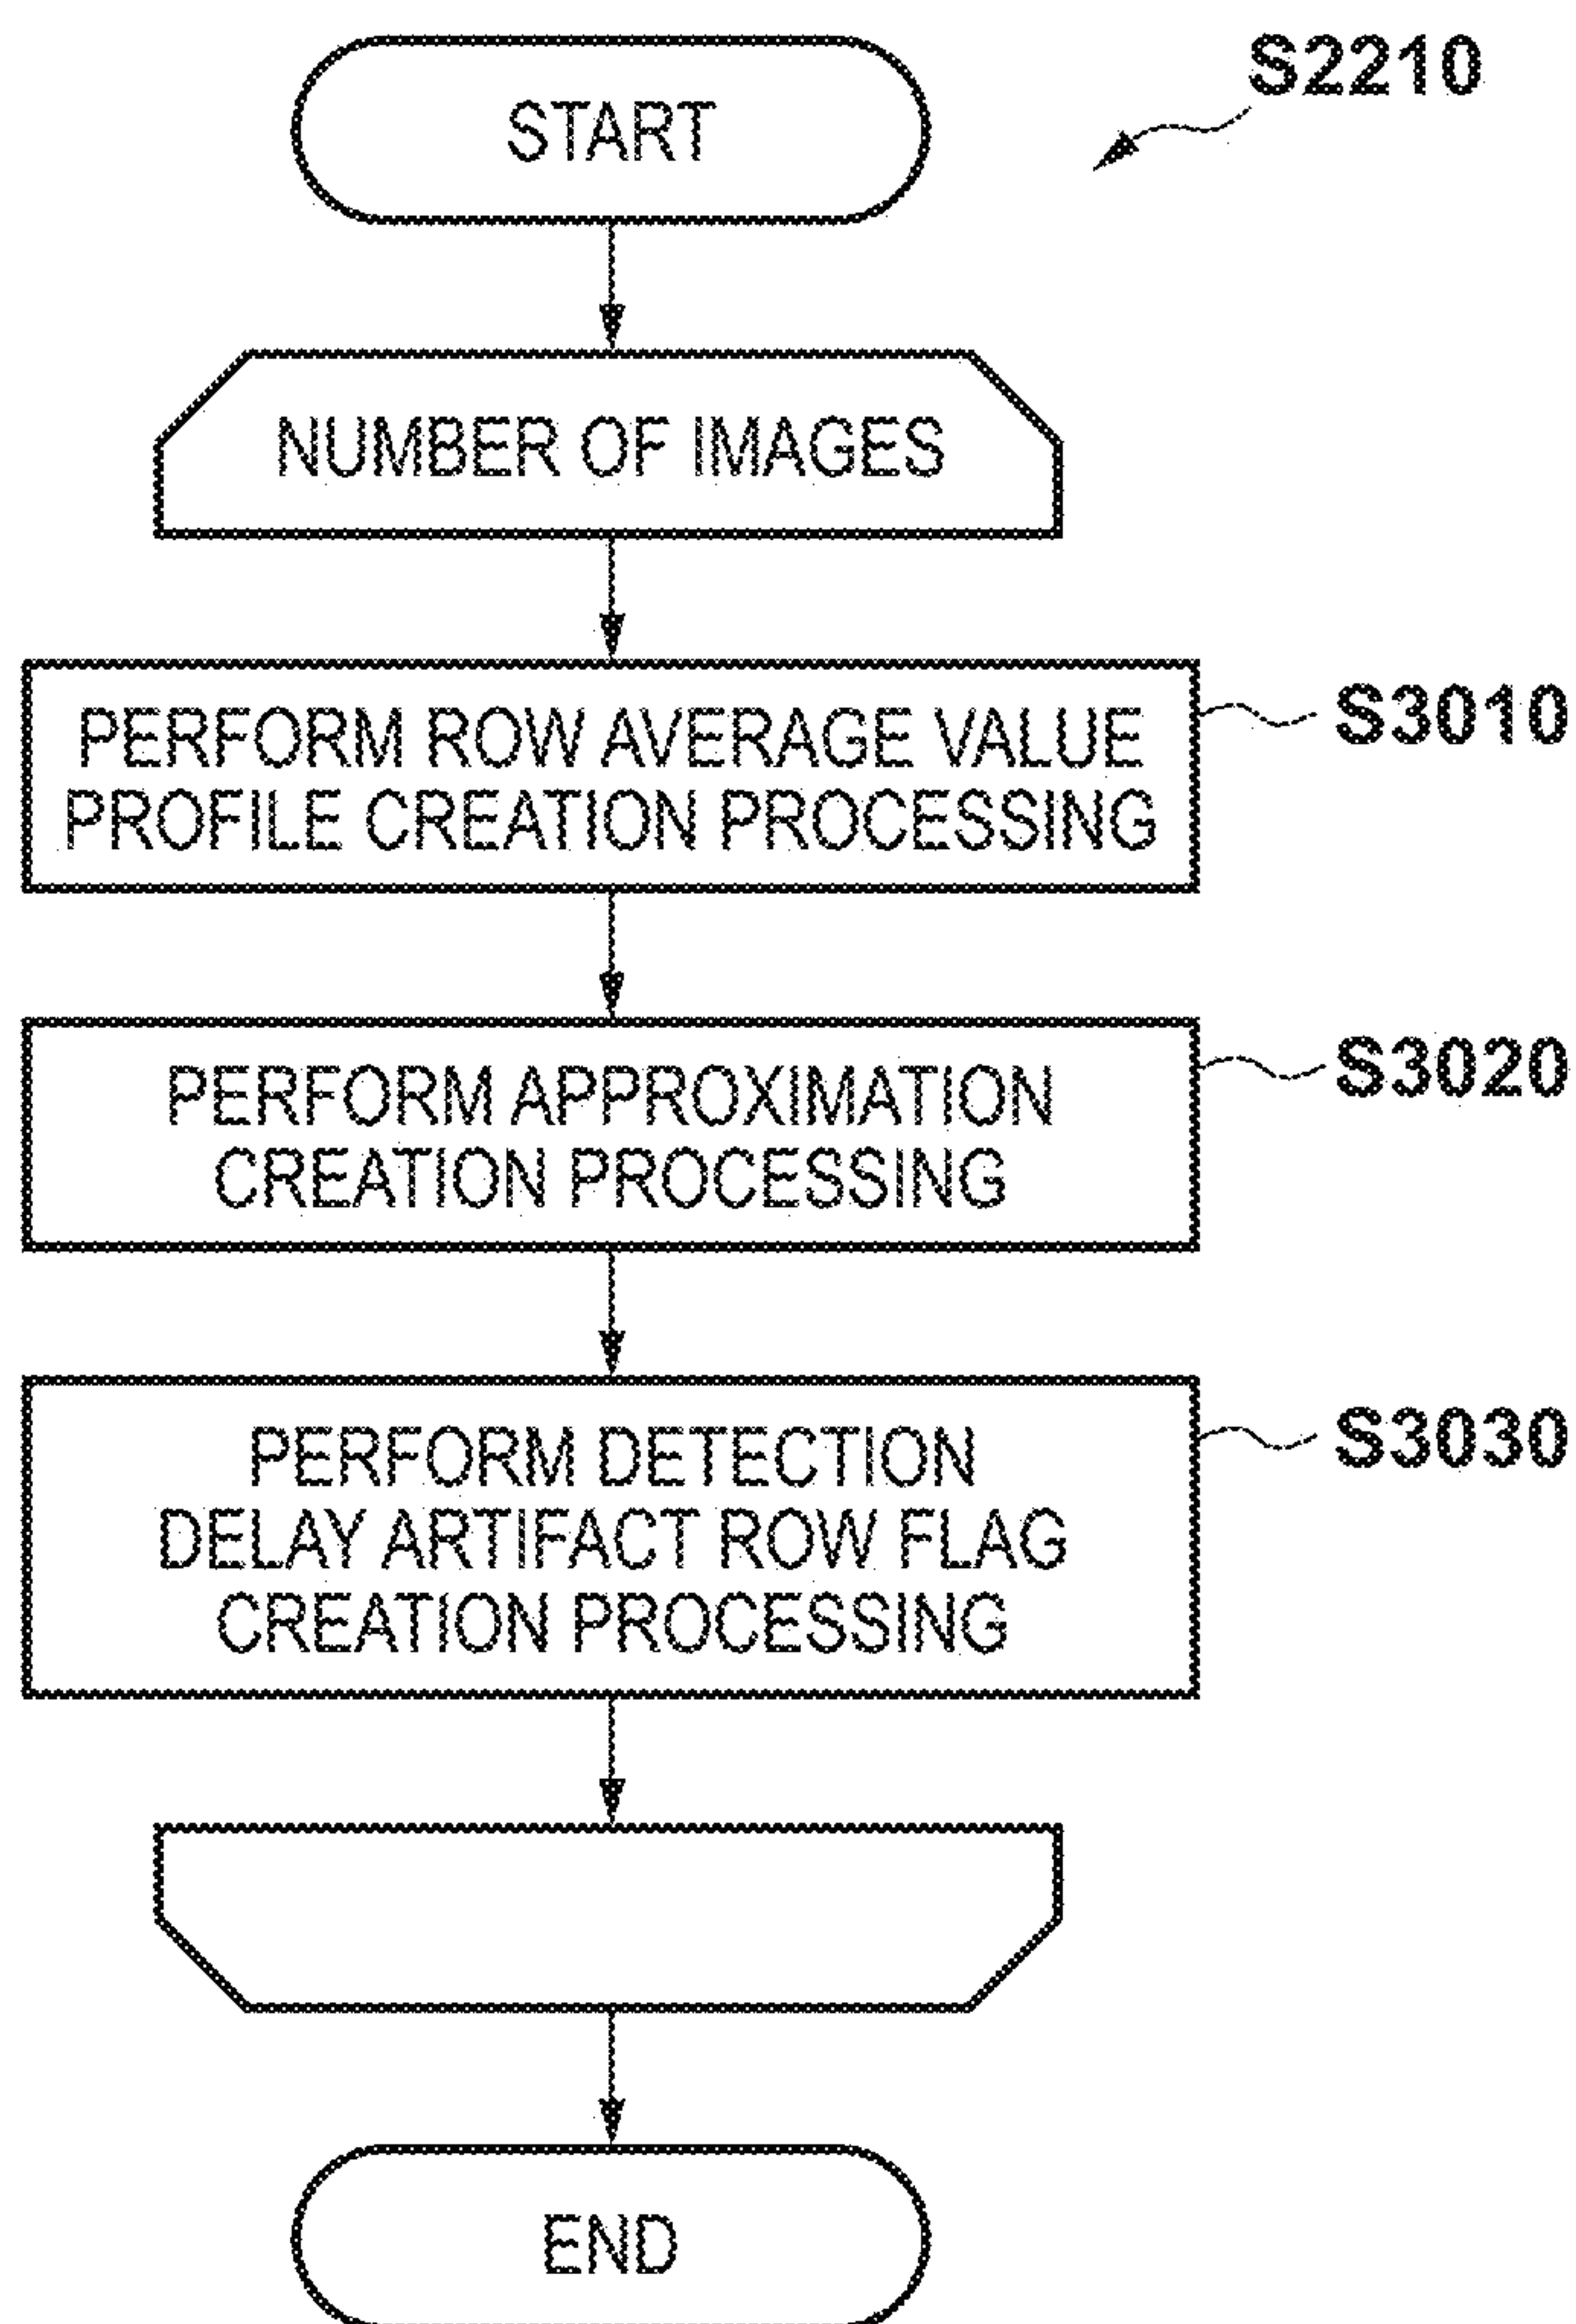 START
S2210
NUMBER OF IMAGES
PERFORM ROW AVERAGE VALUE
PROFILE CREATION PROCESSING
S3010
PERFORM APPROXIMATION
CREATION PROCESSING
S3020
PERFORM DETECTION
DELAY ARTIFACT ROW FLAG
CREATION PROCESSING
S3030
END